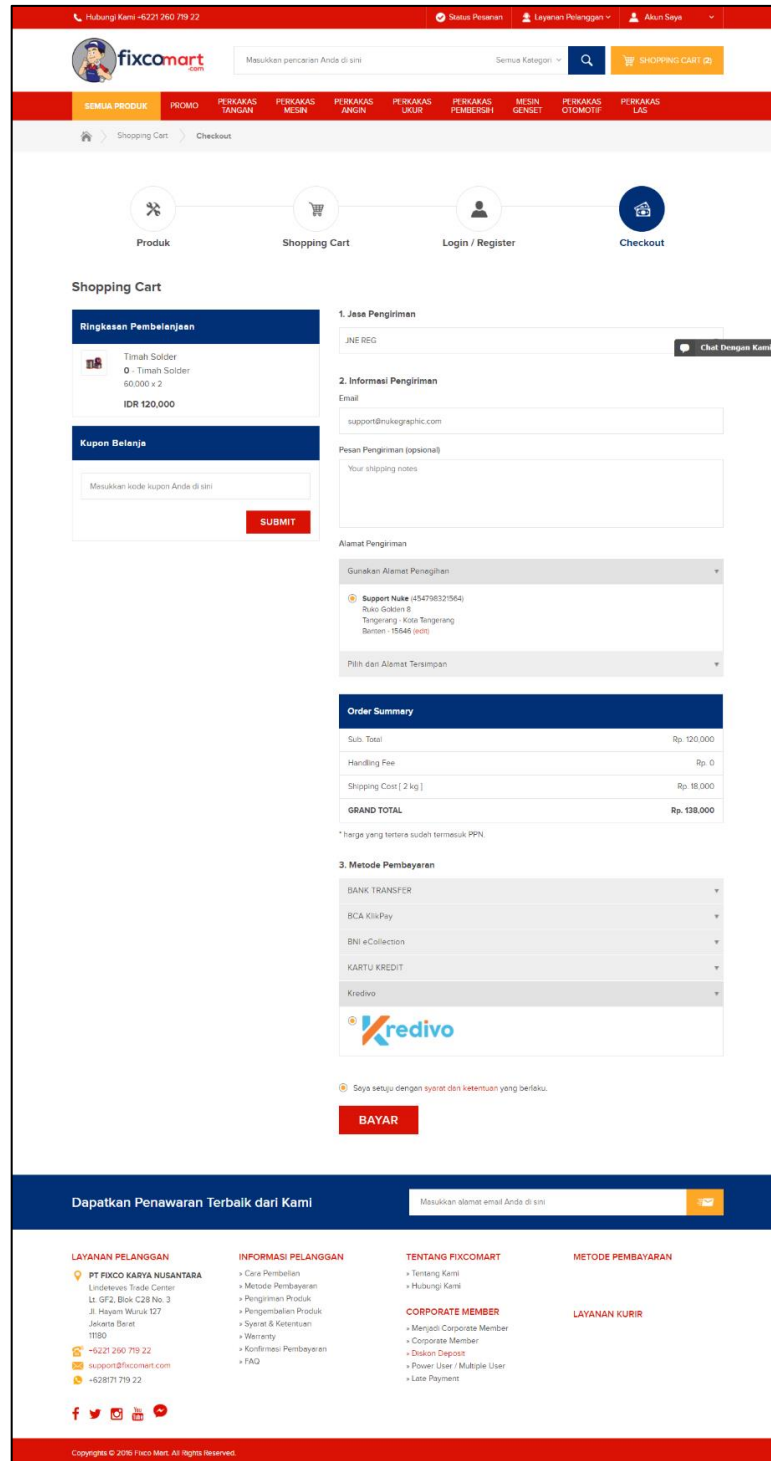 Hubungi Kami +6221 260 719 22
Status Pesanan
Layanan Pelanggan
Akun Saya
fixcomart
.com
Masukkan pencarian Anda di sini
Semua Kategori
SHOPPING CART (2)
SEMUA PRODUK
PROMO
PERKAKAS TANGAN
PERKAKAS MESIN
PERKAKAS ANGIN
PERKAKAS UKUR
PERKAKAS PEMBERSIH
MESIN GENSET
PERKAKAS OTOMOTIF
PERKAKAS LAS
Shopping Cart
Checkout
Produk
Shopping Cart
Login / Register
Checkout
Shopping Cart
Ringkasan Pembelanjaan
Timah Solder
0 - Timah Solder
60,000 x 2
IDR 120,000
Kupon Belanja
Masukkan kode kupon Anda di sini
SUBMIT
1. Jasa Pengiriman
JNE REG
Chat Dengan Kami
2. Informasi Pengiriman
Email
support@nukegraphic.com
Pesan Pengiriman (opsional)
Your shipping notes
Alamat Pengiriman
Gunakan Alamat Penagihan
Support Nuke (454798321564)
Ruko Golden 8
Tangerang - Kota Tangerang
Banten - 15646 (edit)
Pilih dari Alamat Tersimpan
Order Summary
Sub. Total Rp. 120,000
Handling Fee Rp. 0
Shipping Cost [ 2 kg ] Rp. 18,000
GRAND TOTAL Rp. 138,000
* harga yang tertera sudah termasuk PPN.
3. Metode Pembayaran
BANK TRANSFER
BCA KlikPay
BNI eCollection
KARTU KREDIT
Kredivo
Kredivo
Saya setuju dengan syarat dan ketentuan yang berlaku.
BAYAR
Dapatkan Penawaran Terbaik dari Kami
Masukkan alamat email Anda di sini
LAYANAN PELANGGAN
PT FIXCO KARYA NUSANTARA
Lindeteves Trade Center
Lt. GF2, Blok C28 No. 3
Jl. Hayam Wuruk 127
Jakarta Barat
11180
+6221 260 719 22
support@fixcomart.com
+628171 719 22
INFORMASI PELANGGAN
» Cara Pembelian
» Metode Pembayaran
» Pengiriman Produk
» Pengembalian Produk
» Syarat & Ketentuan
» Warranty
» Konfirmasi Pembayaran
» FAQ
TENTANG FIXCOMART
» Tentang Kami
» Hubungi Kami
CORPORATE MEMBER
» Menjadi Corporate Member
» Corporate Member
» Diskon Deposit
» Power User / Multiple User
» Late Payment
METODE PEMBAYARAN
LAYANAN KURIR
Copyrights © 2016 Fixco Mart. All Rights Reserved.